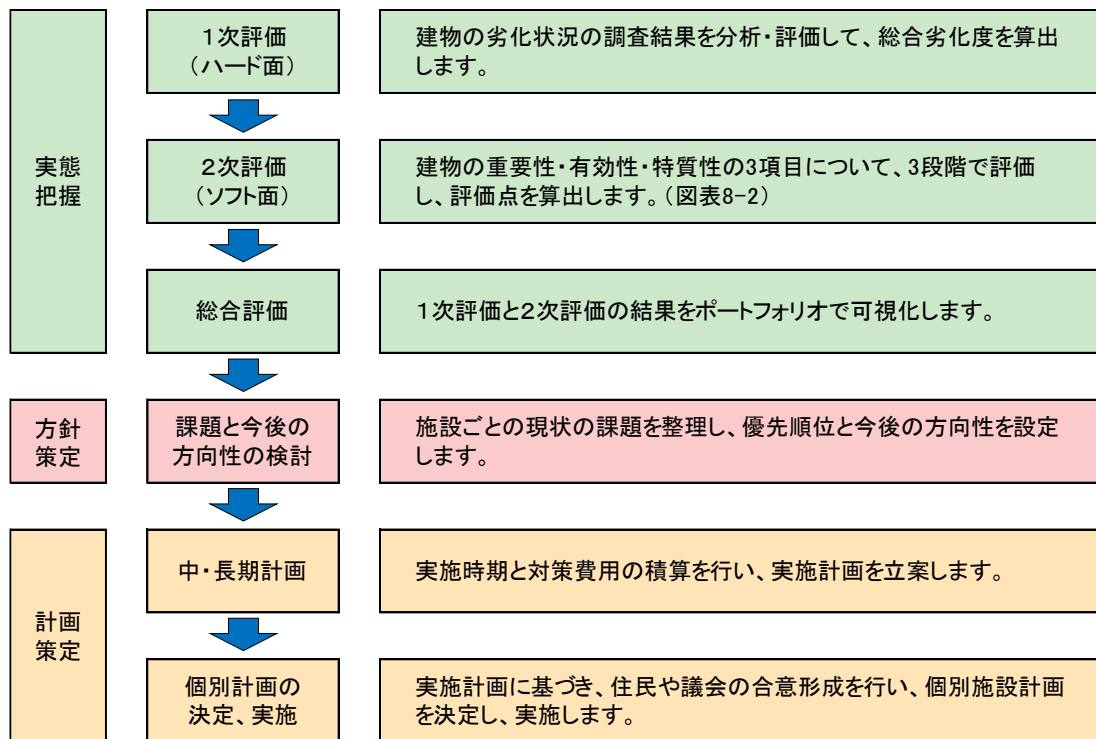 実態
把握
1次評価
(ハード面)
建物の劣化状況の調査結果を分析・評価して、総合劣化度を算出
します。
2次評価
(ソフト面)
建物の重要性・有効性・特質性の3項目について、3段階で評価
し、評価点を算出します。(図表8-2)
総合評価
1次評価と2次評価の結果をポートフォリオで可視化します。
方針
策定
課題と今後の
方向性の検討
施設ごとの現状の課題を整理し、優先順位と今後の方向性を設定
します。
計画
策定
中・長期計画
実施時期と対策費用の積算を行い、実施計画を立案します。
個別計画の
決定、実施
実施計画に基づき、住民や議会の合意形成を行い、個別施設計画
を決定し、実施します。